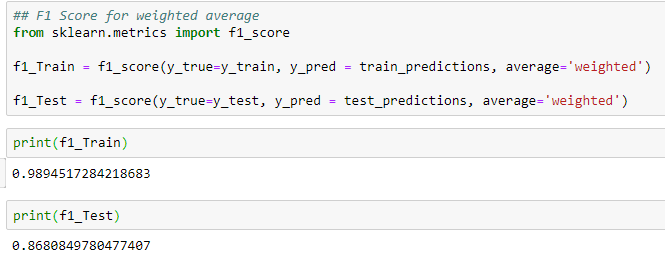 ## F1 Score for weighted average
from sklearn.metrics import f1_score
f1_Train = f1_score(y_true=y_train, y_pred = train_predictions, average='weighted')
f1_Test = f1_score(y_true=y_test, y_pred = test_predictions, average='weighted')
print(f1_Train)
0.9894517284218683
print(f1_Test)
0.8680849780477407